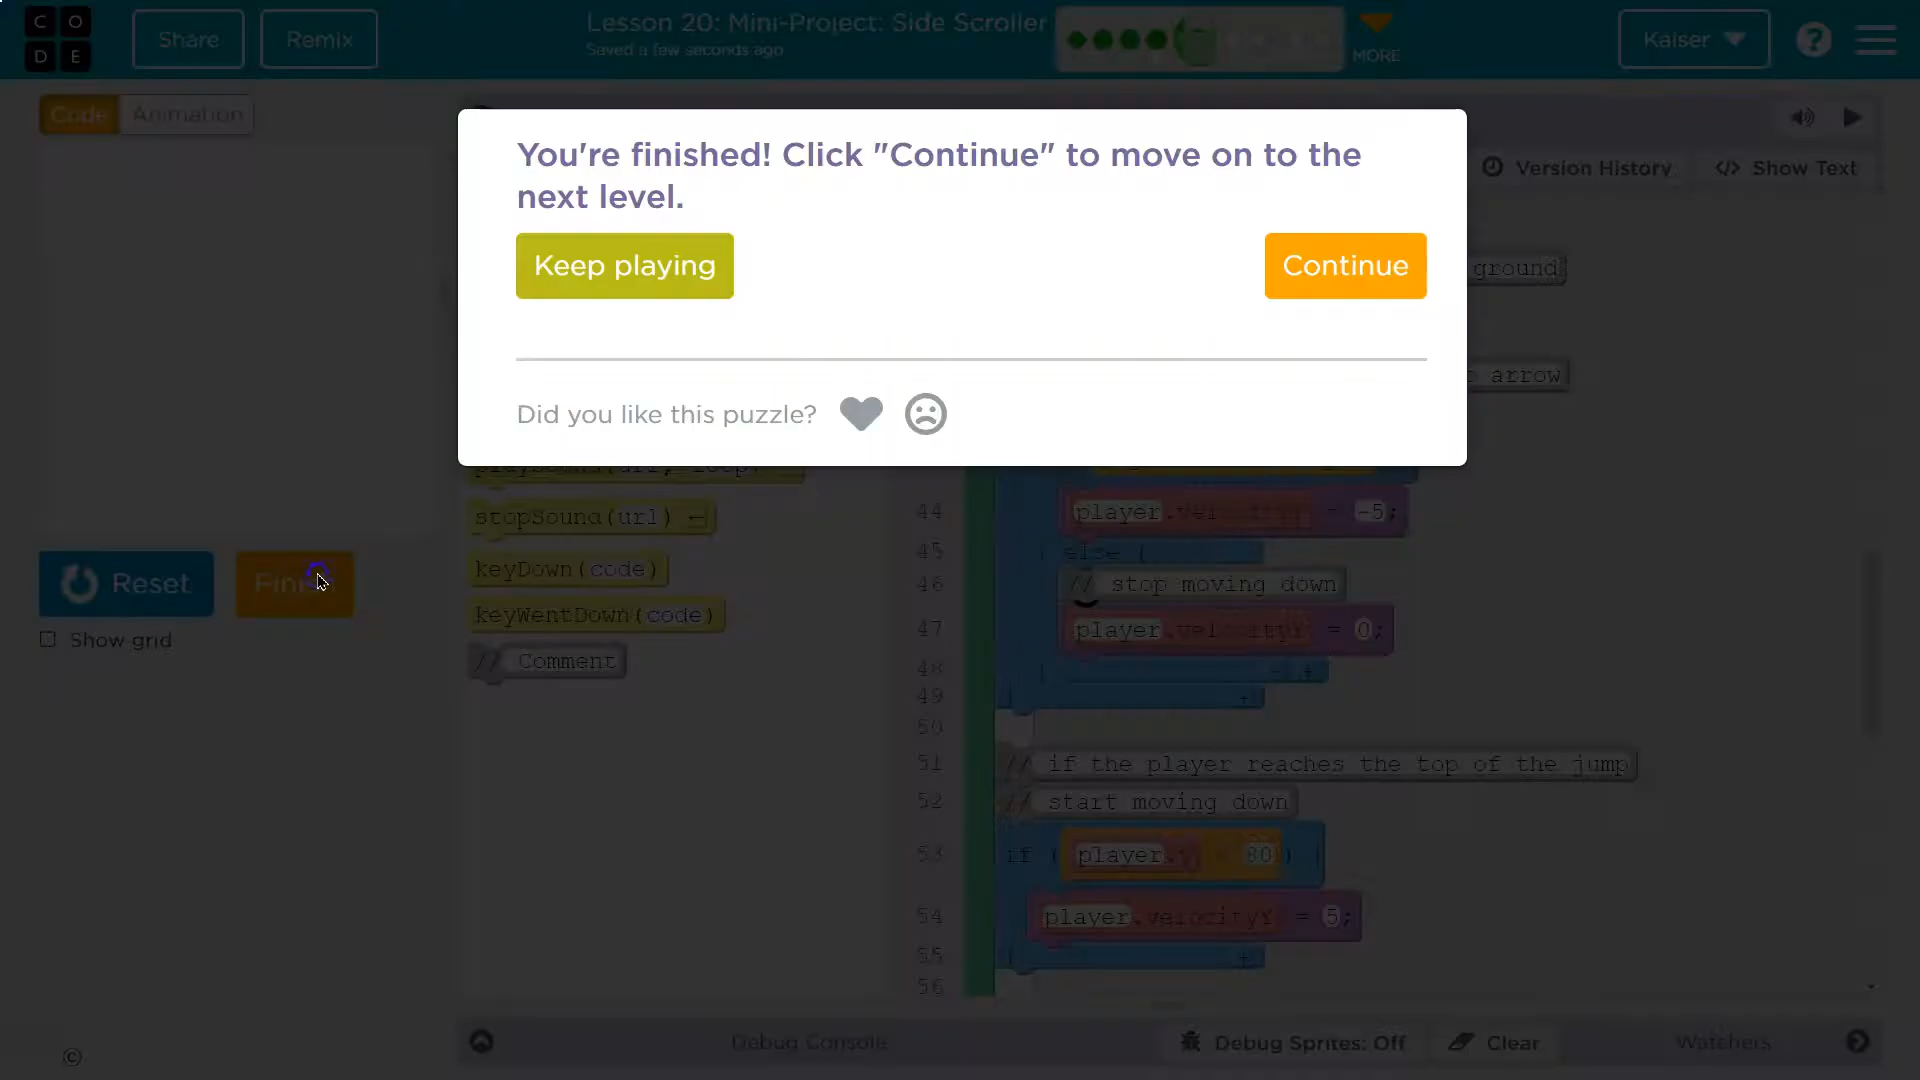 C O
D E
Share
Remix
Lesson 20: Mini-Project: Side Scroller
Saved a few seconds ago
MORE
Kaiser
?
Code
Animation
You're finished! Click "Continue" to move on to the
next level.
Keep playing
Continue
Did you like this puzzle?
Version History
</> Show Text
ground
arrow
stopSound(url)
keyDown(code)
keyWentDown(code)
// Comment
Reset
Finish
Show grid
44 player.velocityY = -5;
45 } else {
46 // stop moving down
47 player.velocityY = 0;
48 }
49 }
50
51 // if the player reaches the top of the jump
52 // start moving down
53 if ( player.y < 80 ) {
54 player.velocityY = 5;
55 }
56
Debug Console
Debug Sprites: Off
Clear
Watchers
©